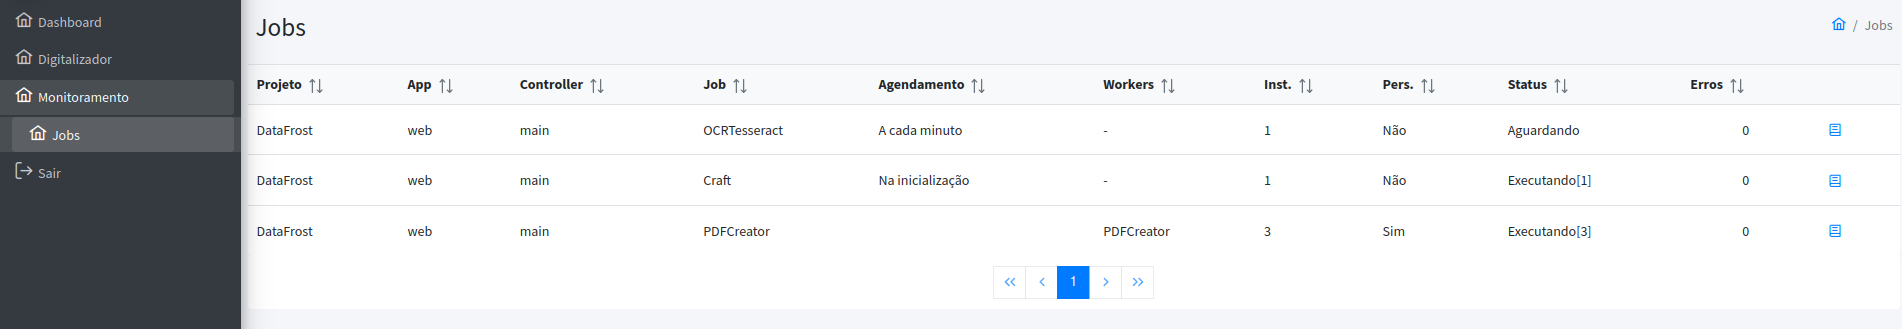 Dashboard
Digitalizador
Monitoramento
Jobs
Sair
Jobs
/ Jobs
Projeto App Controller Job Agendamento Workers Inst. Pers. Status Erros
DataFrost web main OCRTesseract A cada minuto - 1 Não Aguardando 0
DataFrost web main Craft Na inicialização - 1 Não Executando[1] 0
DataFrost web main PDFCreator PDFCreator 3 Sim Executando[3] 0
« ‹ 1 › »